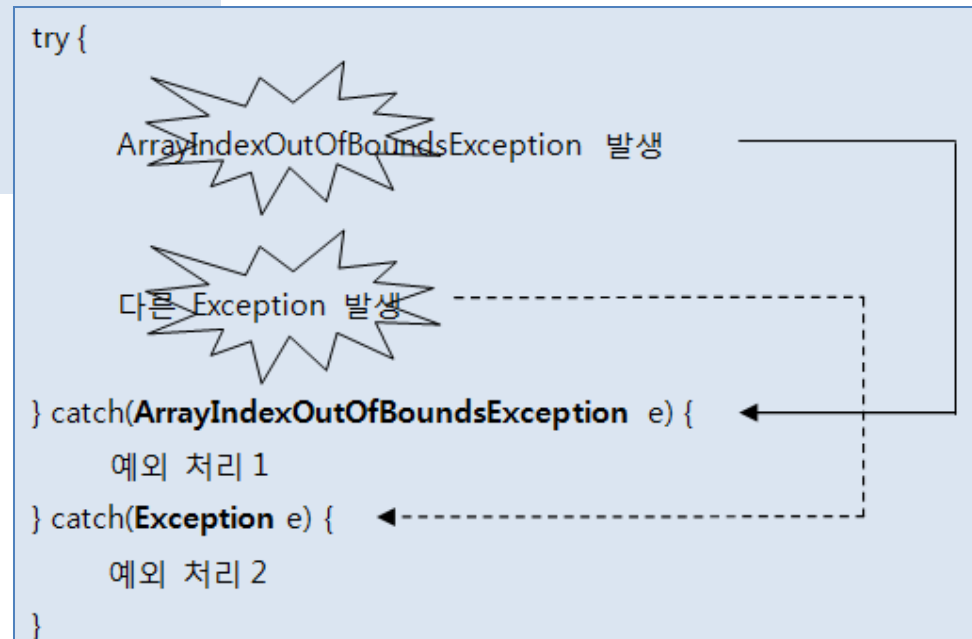 try {
ArrayIndexOutOfBoundsException 발생
다른 Exception 발생
} catch(ArrayIndexOutOfBoundsException e) {
예외 처리 1
} catch(Exception e) {
예외 처리 2
}